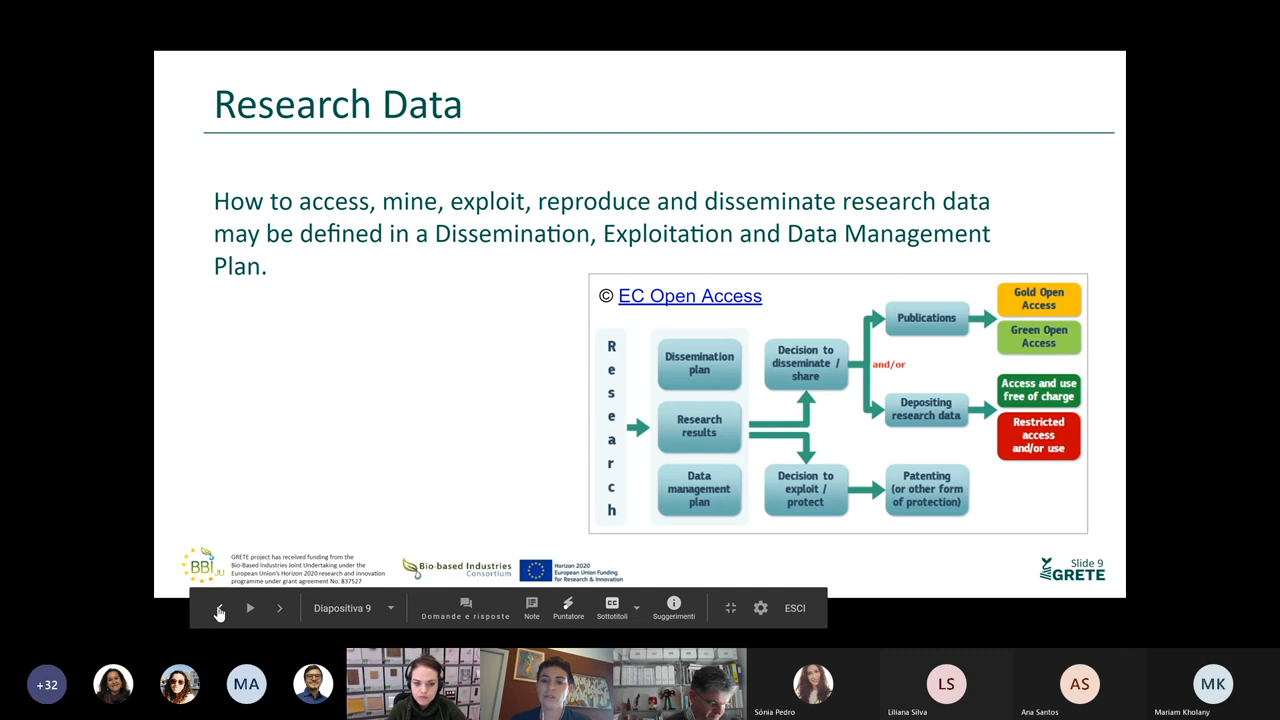 Research Data
How to access, mine, exploit, reproduce and disseminate research data
may be defined in a Dissemination, Exploitation and Data Management
Plan.
© EC Open Access
Research
Dissemination
plan
Research
results
Data
management
plan
Decision to
disseminate /
share
Decision to
exploit /
protect
and/or
Publications
Depositing
research data
Patenting
(or other form
of protection)
Gold Open
Access
Green Open
Access
Access and use
free of charge
Restricted
access
and/or use
BBI JU
GRETE project has received funding from the
Bio-Based Industries Joint Undertaking under the
European Union's Horizon 2020 research and innovation
programme under grant agreement No. 837527
Bio-based Industries
Consortium
Horizon 2020
European Union Funding
for Research & Innovation
Slide 9
GRETE
Diapositiva 9
Domande e risposte
Note
Puntatore
CC
Sottotitoli
Suggerimenti
ESCI
+32
MA
Sónia Pedro
LS
Liliana Silva
AS
Ana Santos
MK
Mariam Kholany